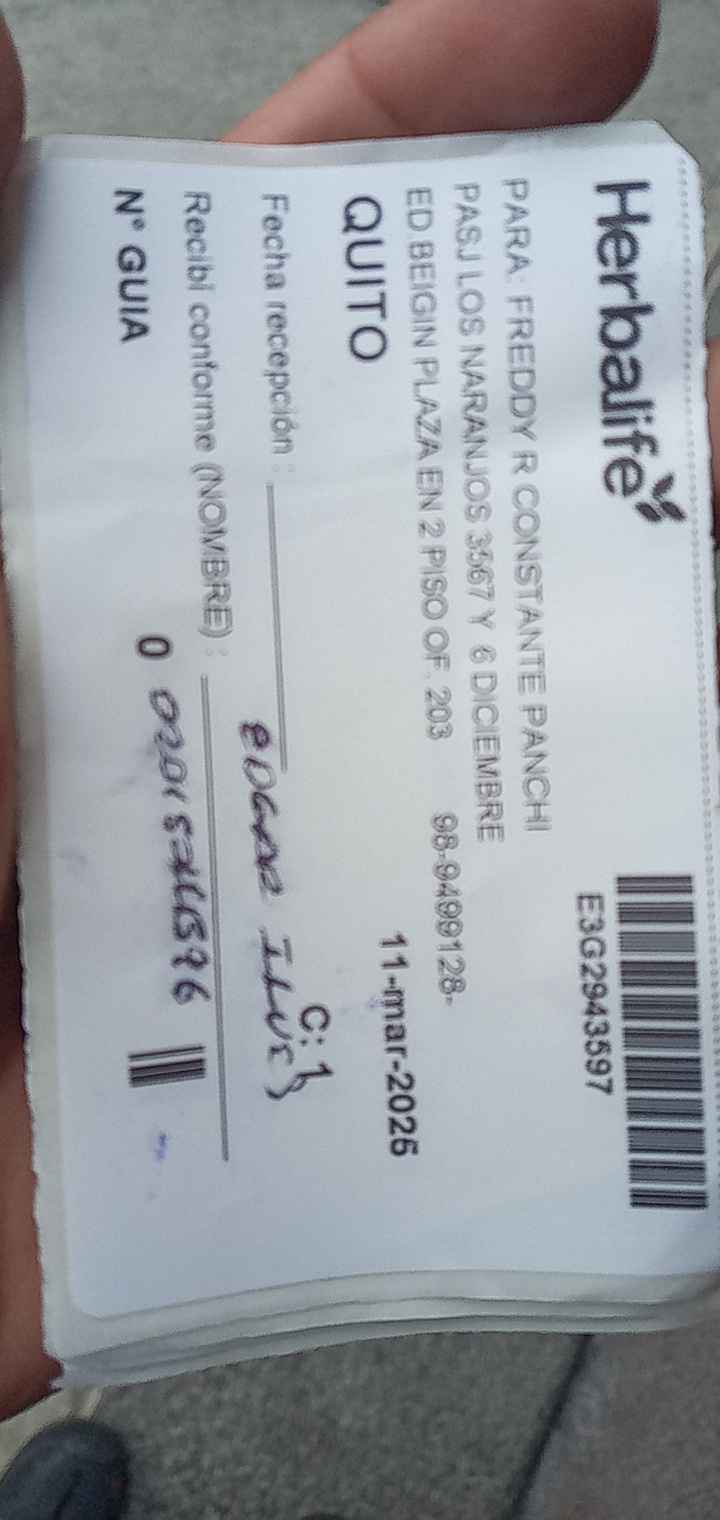 Herbalife
E3G2943597
PARA: FREDDY R CONSTANTE PANCHI
PASJ LOS NARANJOS 3567 Y 6 DICIEMBRE
ED.BEIGIN PLAZA EN 2 PISO OF. 203 98-9499128-
QUITO 11-mar-2025
C: 1
Fecha recepción :
EDGAR
Recibí conforme (NOMBRE) :
Nº GUIA 0